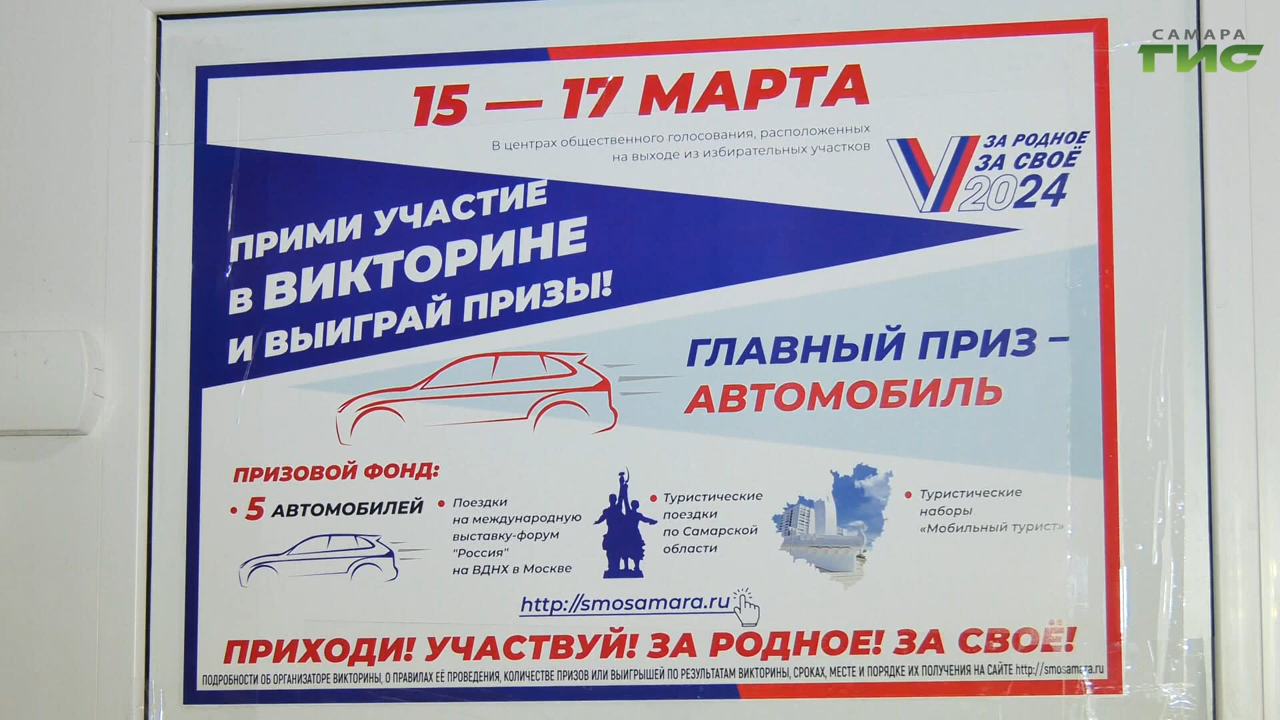 САМАРА
ГИС
15 — 17 МАРТА
В центрах общественного голосования, расположенных
на выходе из избирательных участков
ЗА РОДНОЕ
ЗА СВОЁ
2024
ПРИМИ УЧАСТИЕ
в ВИКТОРИНЕ
и ВЫИГРАЙ ПРИЗЫ!
ГЛАВНЫЙ ПРИЗ –
АВТОМОБИЛЬ
ПРИЗОВОЙ ФОНД:
• 5 АВТОМОБИЛЕЙ
• Поездки
на международную
выставку-форум
"Россия"
на ВДНХ в Москве
• Туристические
поездки
по Самарской
области
• Туристические
наборы
«Мобильный турист»
http://smosamara.ru
ПРИХОДИ! УЧАСТВУЙ! ЗА РОДНОЕ! ЗА СВОЁ!
ПОДРОБНОСТИ ОБ ОРГАНИЗАТОРЕ ВИКТОРИНЫ, О ПРАВИЛАХ ЕЁ ПРОВЕДЕНИЯ, КОЛИЧЕСТВЕ ПРИЗОВ ИЛИ ВЫИГРЫШЕЙ ПО РЕЗУЛЬТАТАМ ВИКТОРИНЫ, СРОКАХ, МЕСТЕ И ПОРЯДКЕ ИХ ПОЛУЧЕНИЯ НА САЙТЕ http://smosamara.ru